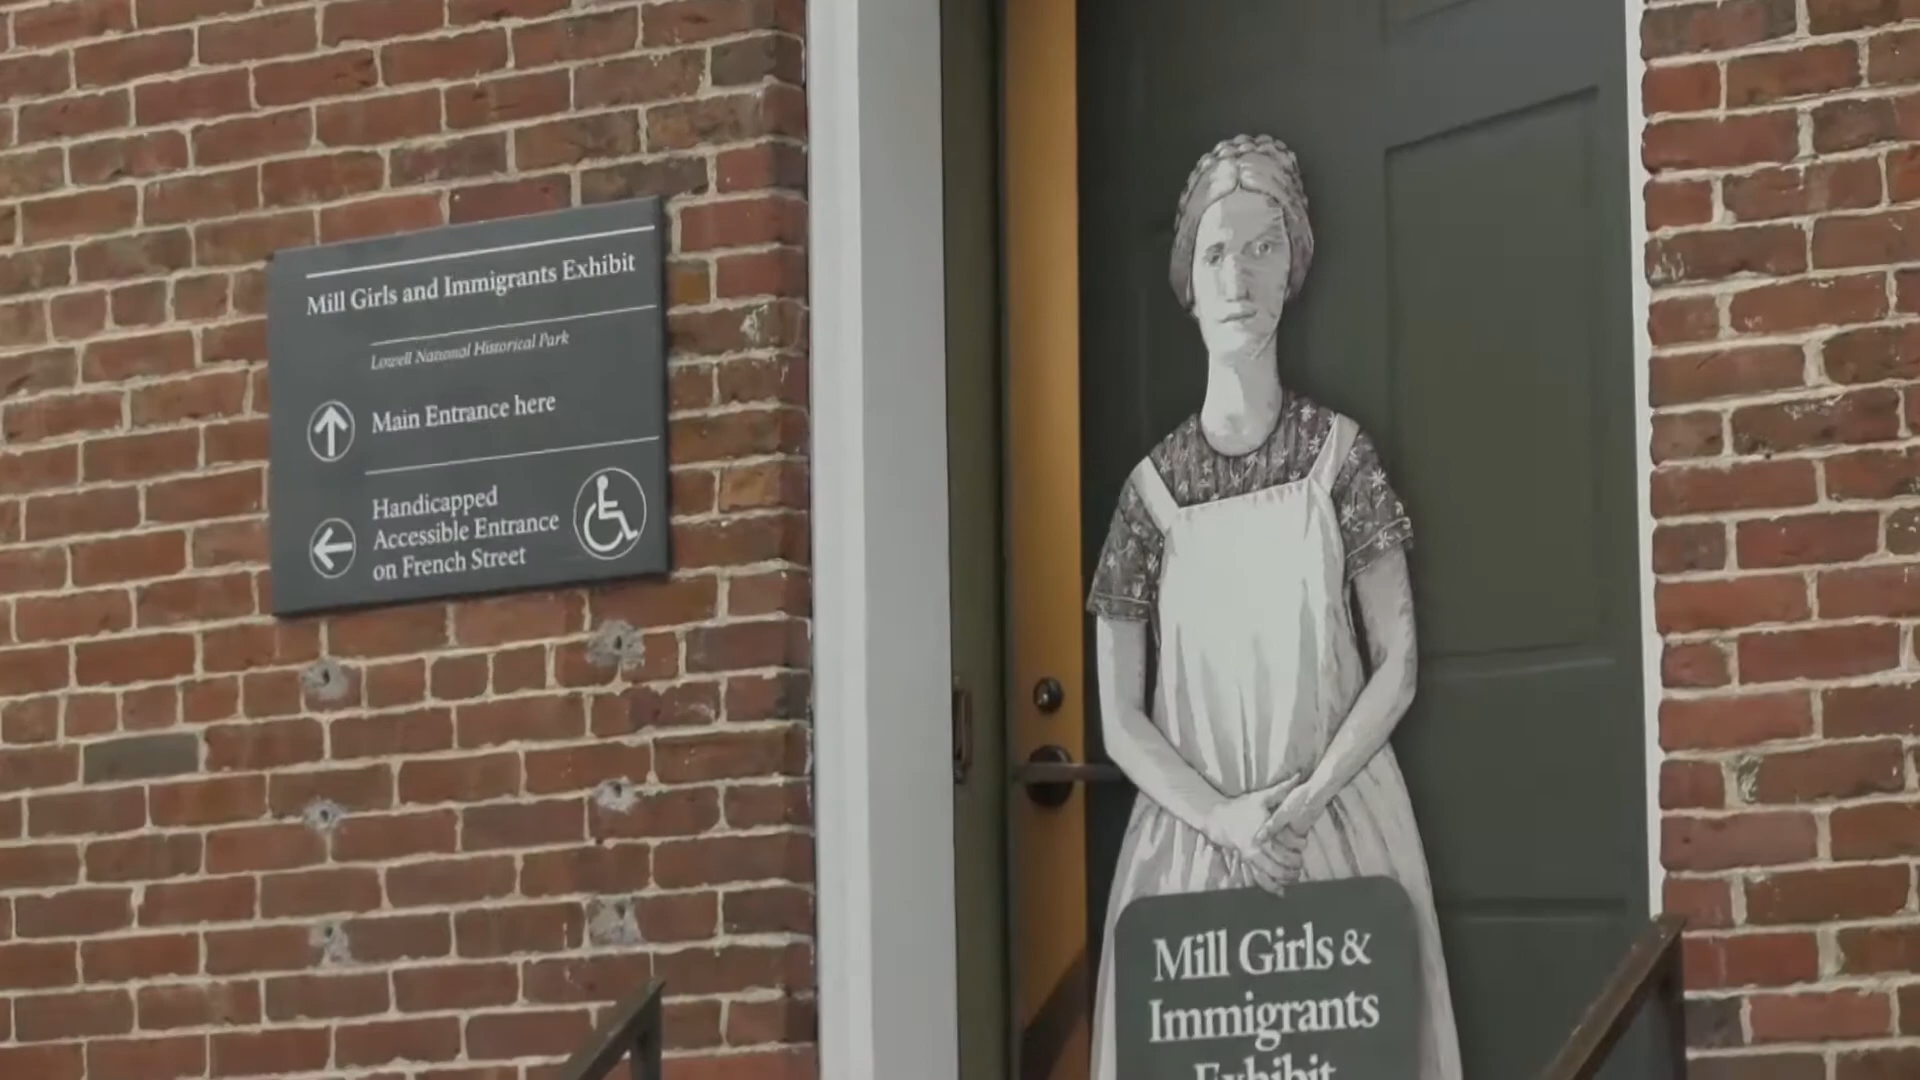 Mill Girls and Immigrants Exhibit
Lowell National Historical Park
Main Entrance here
Handicapped
Accessible Entrance
on French Street
Mill Girls &
Immigrants
Exhibit